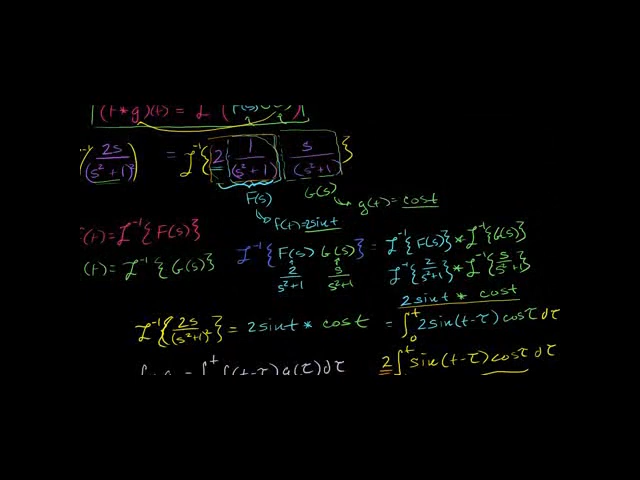 (f*g)(t) = ℒ⁻¹{F(s)G(s)}
(2s/(s²+1)²) = ℒ⁻¹{2 1/(s²+1) s/(s²+1)}
F(s) G(s) g(t)= cost
f(t)=2sint
(t)=ℒ⁻¹{F(s)} ℒ⁻¹{F(s) G(s)} = ℒ⁻¹{F(s)}*ℒ⁻¹{G(s)}
(t)=ℒ⁻¹{G(s)} 2/(s²+1) s/(s²+1) ℒ⁻¹{2/(s²+1)}*ℒ⁻¹{s/(s²+1)}
2sint * cost
ℒ⁻¹{2s/(s²+1)²} = 2sint * cost = ∫₀ᵗ 2sin(t-τ)cosτ dτ
= ∫ᵗ f(t-τ)g(τ)dτ 2∫ᵗ sin(t-τ)cosτ dτ